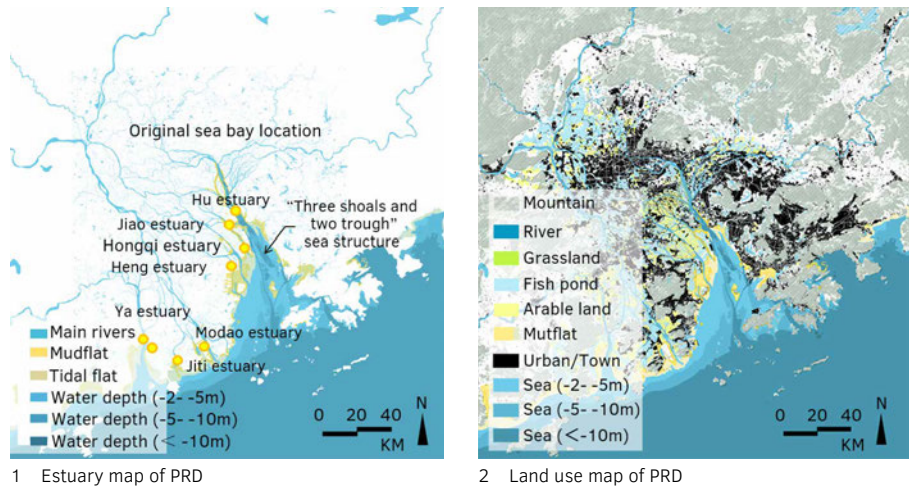 Original sea bay location
Hu estuary
"Three shoals and
two trough"
sea structure
Jiao estuary
Hongqi estuary
Heng estuary
Ya estuary
Modao estuary
Jiti estuary
Main rivers
Mudflat
Tidal flat
Water depth (-2- -5m)
Water depth (-5- -10m)
Water depth (< -10m)
0 20 40
KM
N
1 Estuary map of PRD
Mountain
River
Grassland
Fish pond
Arable land
Mutflat
Urban/Town
Sea (-2- -5m)
Sea (-5- -10m)
Sea (<-10m)
0 20 40
KM
N
2 Land use map of PRD